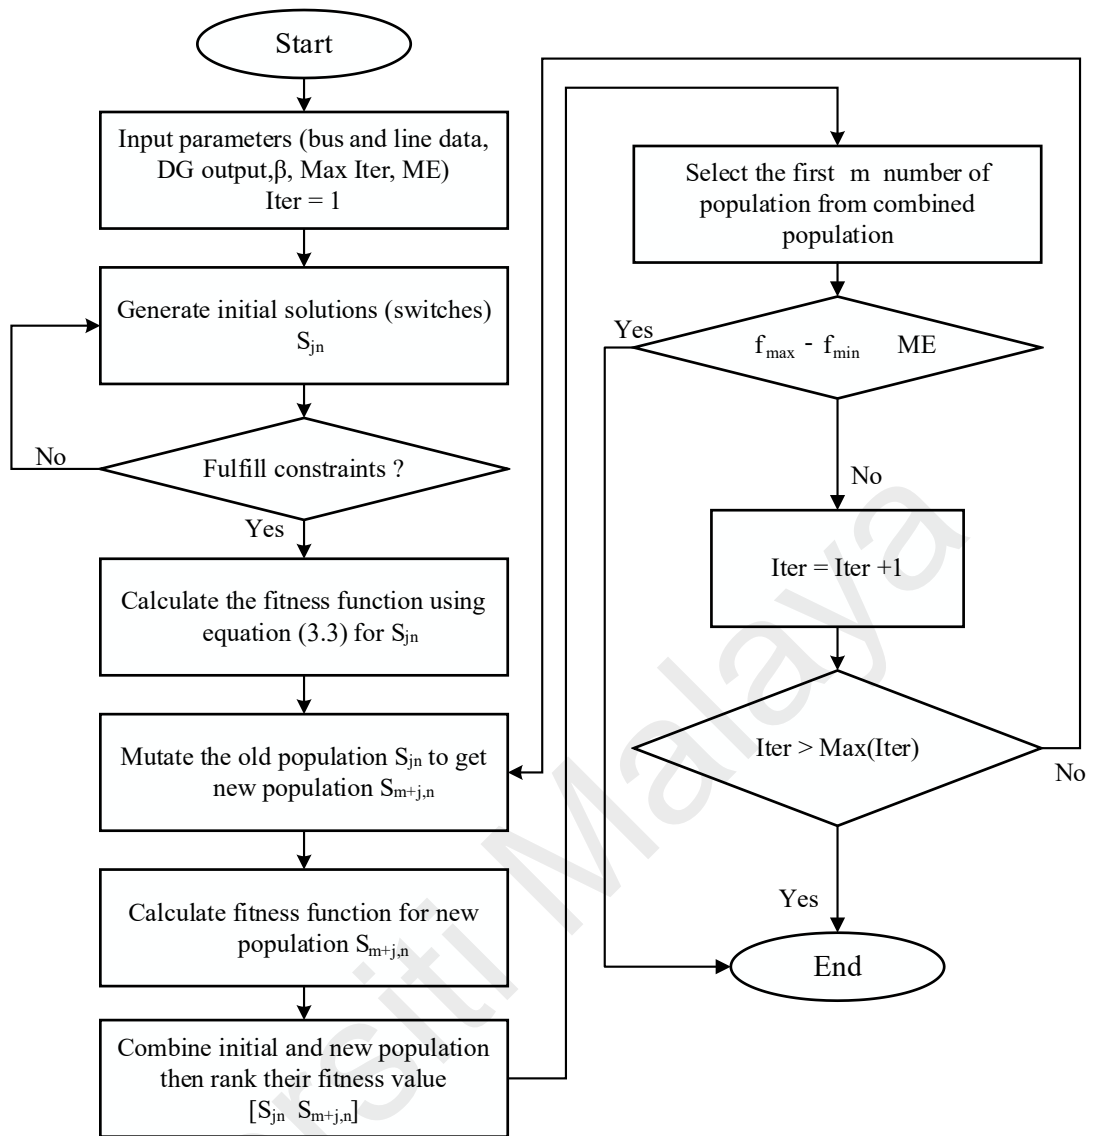 Start
Input parameters (bus and line data,
DG output,β, Max Iter, ME)
Iter = 1
Generate initial solutions (switches)
Sjn
No
Fulfill constraints ?
Yes
Calculate the fitness function using
equation (3.3) for Sjn
Mutate the old population Sjn to get
new population Sm+j,n
Calculate fitness function for new
population Sm+j,n
Combine initial and new population
then rank their fitness value
[Sjn Sm+j,n]
Select the first m number of
population from combined
population
Yes
fmax - fmin ME
No
Iter = Iter +1
Iter > Max(Iter)
No
Yes
End
ersiti Malaya